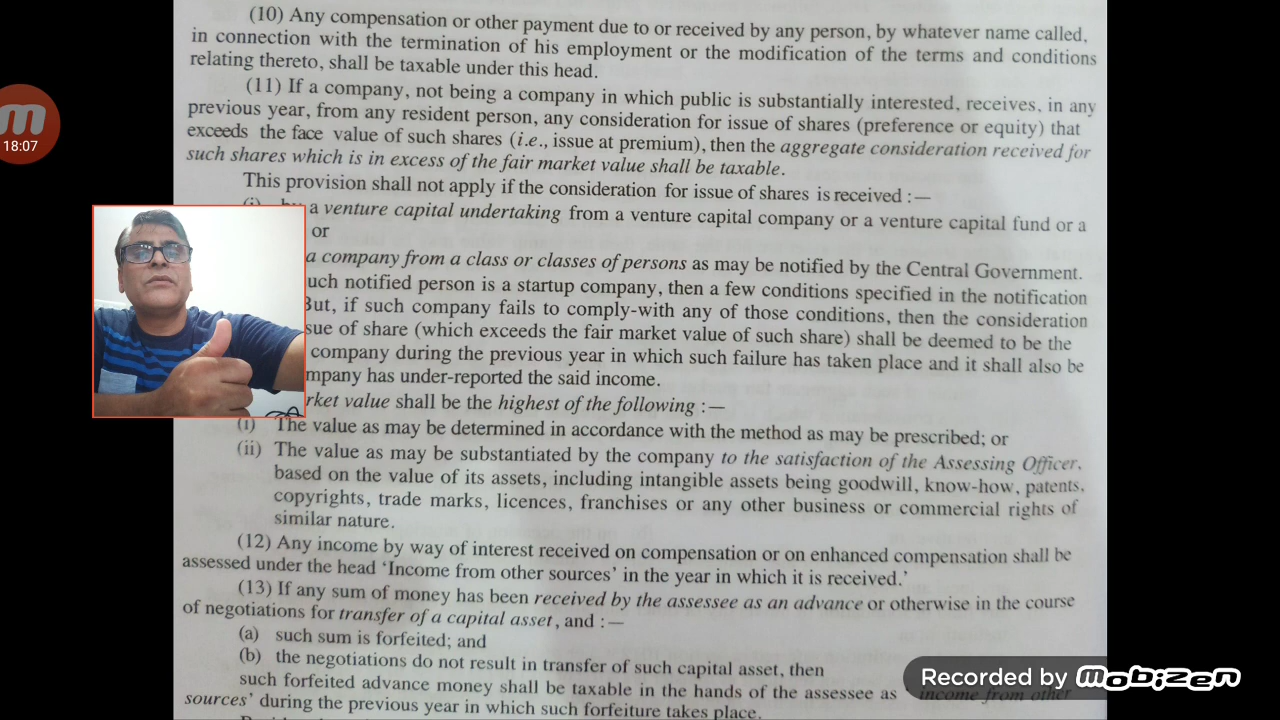 (10) Any compensation or other payment due to or received by any person, by whatever name called,
in connection with the termination of his employment or the modification of the terms and conditions
relating thereto, shall be taxable under this head.
(11) If a company, not being a company in which public is substantially interested, receives, in any
previous year, from any resident person, any consideration for issue of shares (preference or equity) that
exceeds the face value of such shares (i.e., issue at premium), then the aggregate consideration received for
such shares which is in excess of the fair market value shall be taxable.
This provision shall not apply if the consideration for issue of shares is received :—
(i) by a venture capital undertaking from a venture capital company or a venture capital fund or a
or
a company from a class or classes of persons as may be notified by the Central Government.
uch notified person is a startup company, then a few conditions specified in the notification
But, if such company fails to comply-with any of those conditions, then the consideration
sue of share (which exceeds the fair market value of such share) shall be deemed to be the
company during the previous year in which such failure has taken place and it shall also be
mpany has under-reported the said income.
rket value shall be the highest of the following :—
(i) The value as may be determined in accordance with the method as may be prescribed; or
(ii) The value as may be substantiated by the company to the satisfaction of the Assessing Officer,
based on the value of its assets, including intangible assets being goodwill, know-how, patents,
copyrights, trade marks, licences, franchises or any other business or commercial rights of
similar nature.
(12) Any income by way of interest received on compensation or on enhanced compensation shall be
assessed under the head 'Income from other sources' in the year in which it is received.'
(13) If any sum of money has been received by the assessee as an advance or otherwise in the course
of negotiations for transfer of a capital asset, and :—
(a) such sum is forfeited; and
(b) the negotiations do not result in transfer of such capital asset, then
such forfeited advance money shall be taxable in the hands of the assessee as 'income from other
sources' during the previous year in which such forfeiture takes place.
18:07
Recorded by mobizen